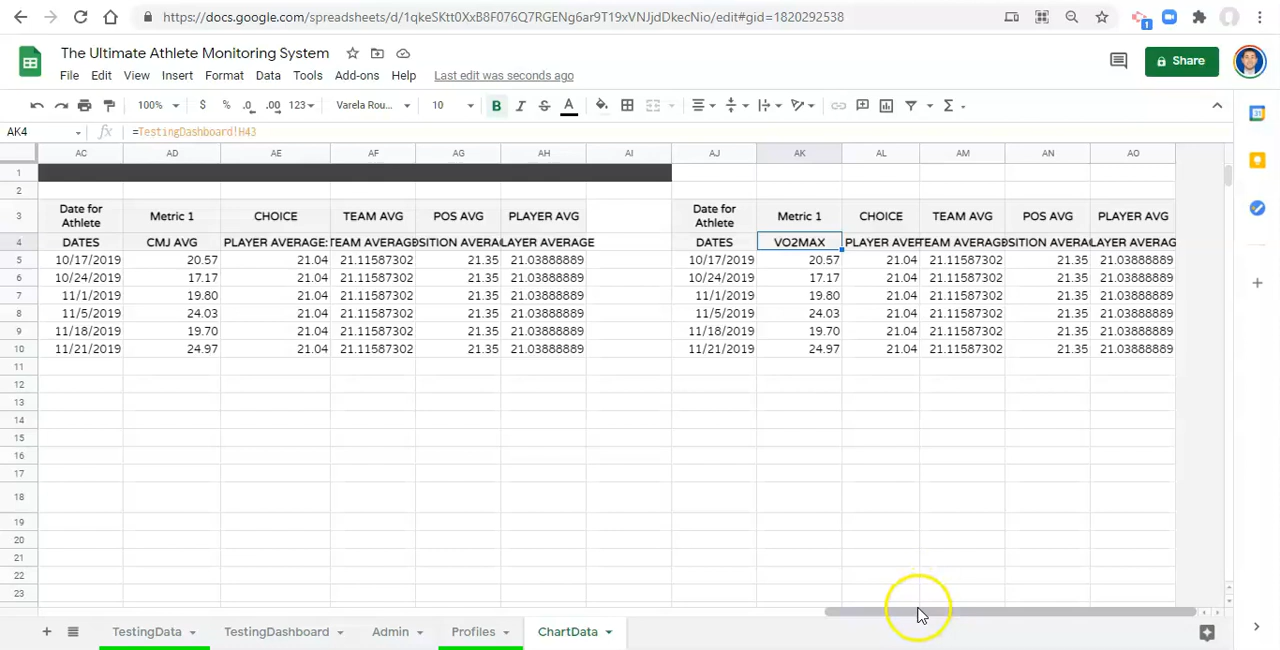 https://docs.google.com/spreadsheets/d/1qkeSKtt0XxB8F076Q7RGENg6ar9T19xVNJjdDkecNio/edit#gid=1820292538
1
The Ultimate Athlete Monitoring System
File Edit View Insert Format Data Tools Add-ons Help Last edit was seconds ago
Share
100% $ % .0 .00 123 Varela Rou... 10 B I S A
AK4 fx =TestingDashboard!H43
AC AD AE AF AG AH AI AJ AK AL AM AN AO
1
2
3 Date for Athlete Metric 1 CHOICE TEAM AVG POS AVG PLAYER AVG Date for Athlete Metric 1 CHOICE TEAM AVG POS AVG PLAYER AVG
4 DATES CMJ AVG PLAYER AVERAGE: TEAM AVERAGE OSITION AVERA LAYER AVERAGE DATES VO2MAX PLAYER AVER TEAM AVERAGE OSITION AVERA LAYER AVERAG
5 10/17/2019 20.57 21.04 21.11587302 21.35 21.03888889 10/17/2019 20.57 21.04 21.11587302 21.35 21.03888889
6 10/24/2019 17.17 21.04 21.11587302 21.35 21.03888889 10/24/2019 17.17 21.04 21.11587302 21.35 21.03888889
7 11/1/2019 19.80 21.04 21.11587302 21.35 21.03888889 11/1/2019 19.80 21.04 21.11587302 21.35 21.03888889
8 11/5/2019 24.03 21.04 21.11587302 21.35 21.03888889 11/5/2019 24.03 21.04 21.11587302 21.35 21.03888889
9 11/18/2019 19.70 21.04 21.11587302 21.35 21.03888889 11/18/2019 19.70 21.04 21.11587302 21.35 21.03888889
10 11/21/2019 24.97 21.04 21.11587302 21.35 21.03888889 11/21/2019 24.97 21.04 21.11587302 21.35 21.03888889
11
12
13
14
15
16
17
18
19
20
21
22
23
TestingData TestingDashboard Admin Profiles ChartData